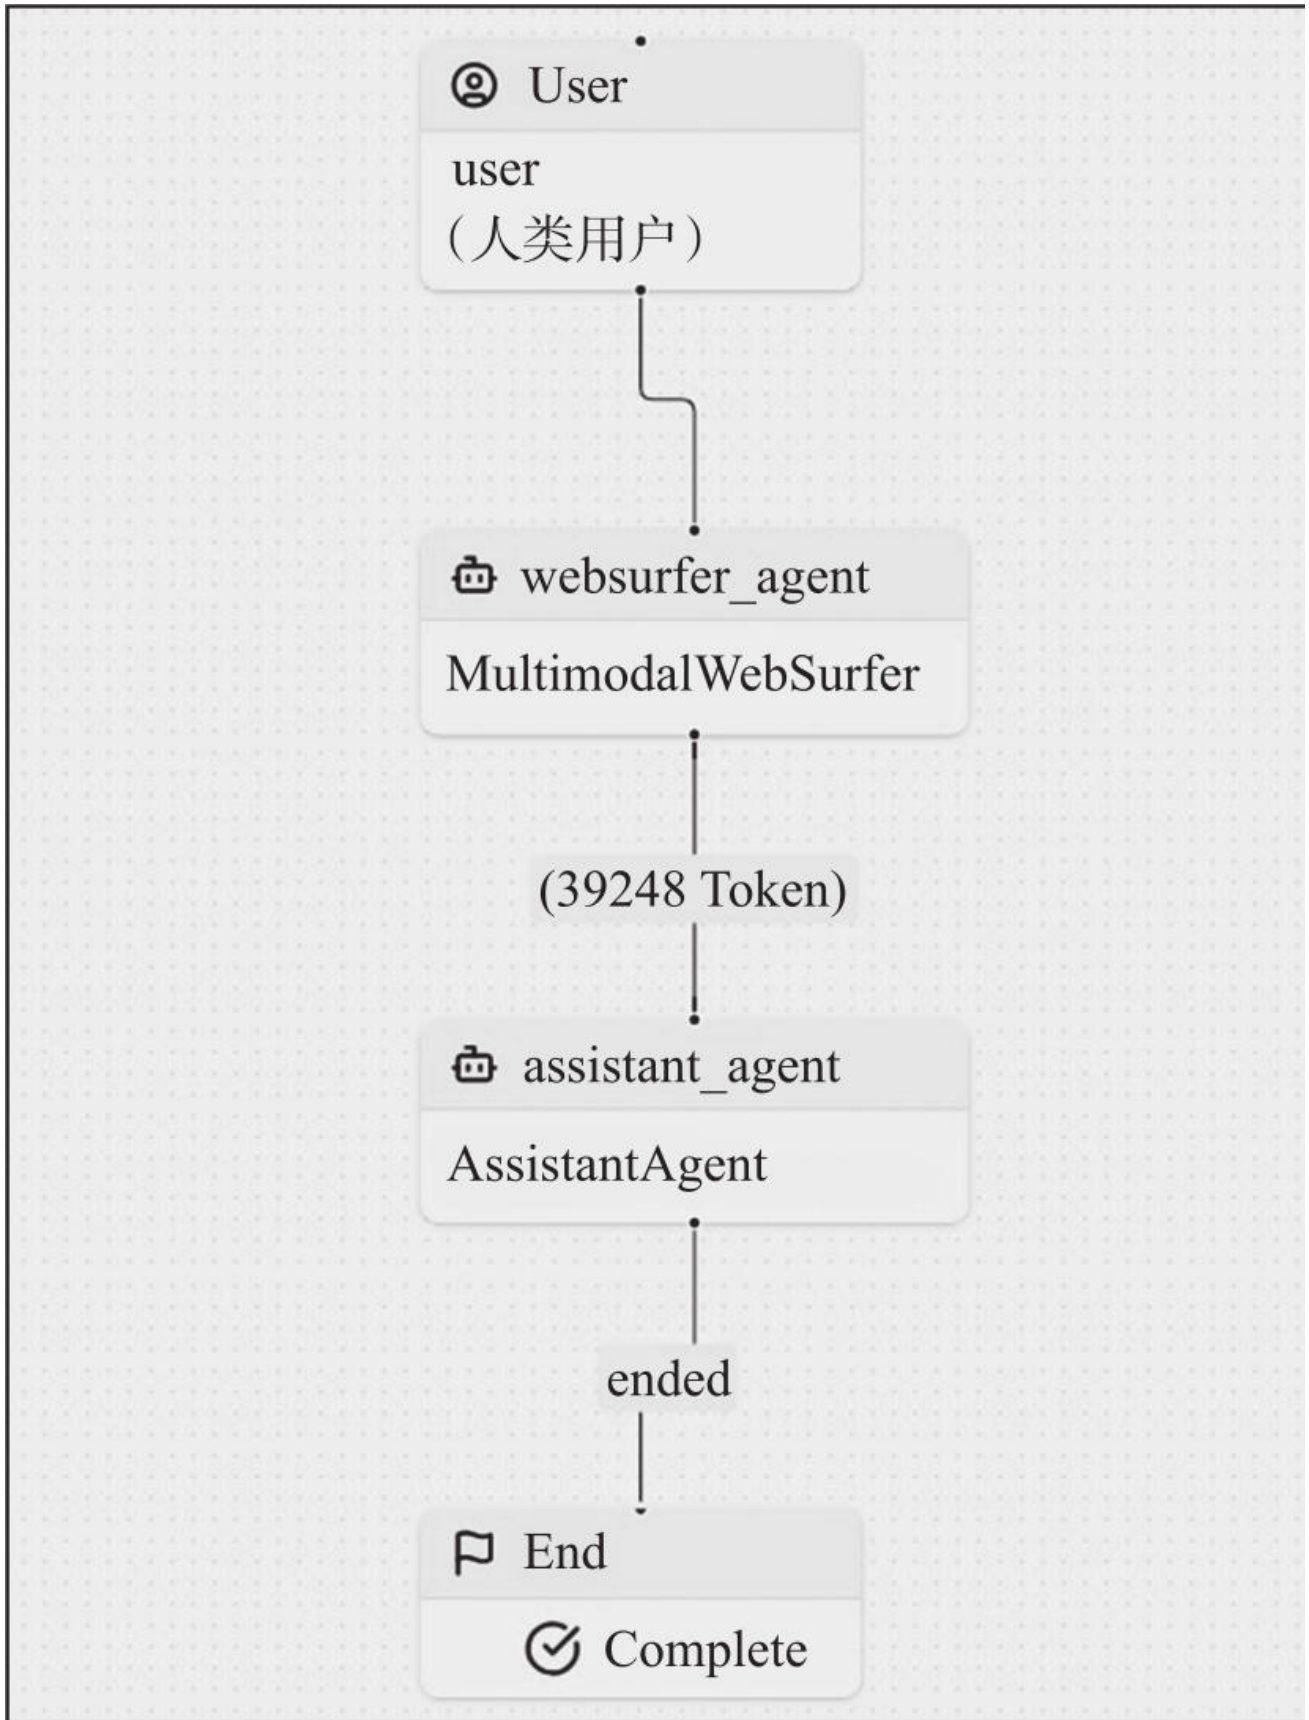 User
user
（人类用户）
websurfer_agent
MultimodalWebSurfer
(39248 Token)
assistant_agent
AssistantAgent
ended
End
Complete